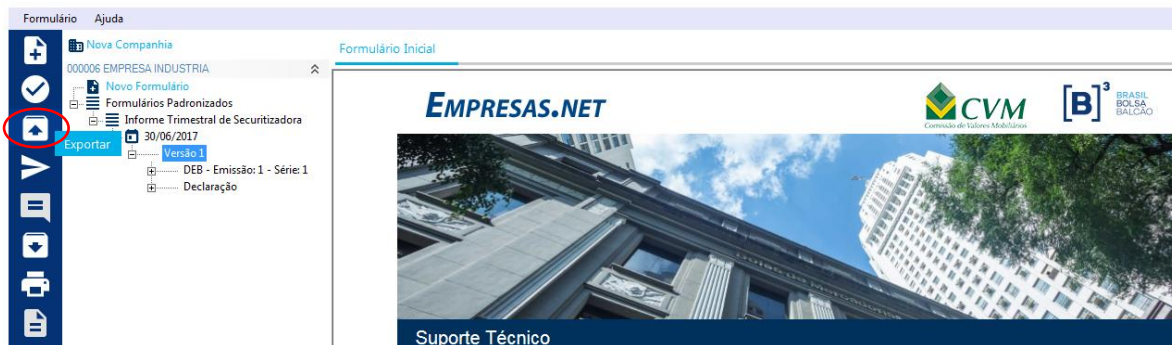 Formulário Ajuda
Nova Companhia
Formulário Inicial
000006 EMPRESA INDUSTRIA
Novo Formulário
Formulários Padronizados
Informe Trimestral de Securitizadora
30/06/2017
Exportar
Versão 1
DEB - Emissão: 1 - Série: 1
Declaração
EMPRESAS.NET
CVM
Comissão de Valores Mobiliários
[B]³ BRASIL
BOLSA
BALCÃO
Suporte Técnico